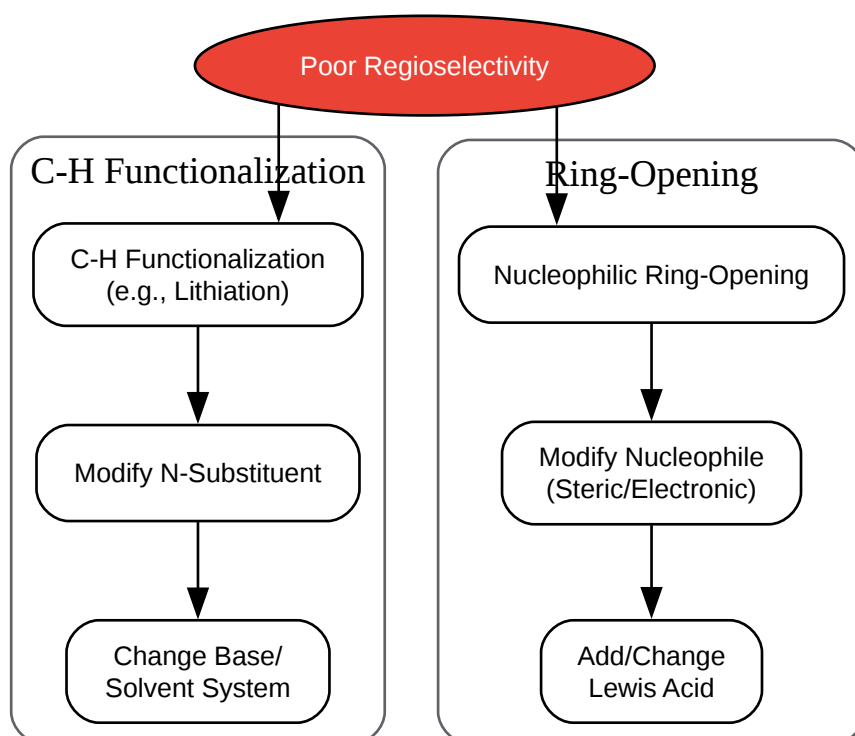 Poor Regioselectivity
C-H Functionalization
C-H Functionalization
(e.g., Lithiation)
Modify N-Substituent
Change Base/
Solvent System
Ring-Opening
Nucleophilic Ring-Opening
Modify Nucleophile
(Steric/Electronic)
Add/Change
Lewis Acid